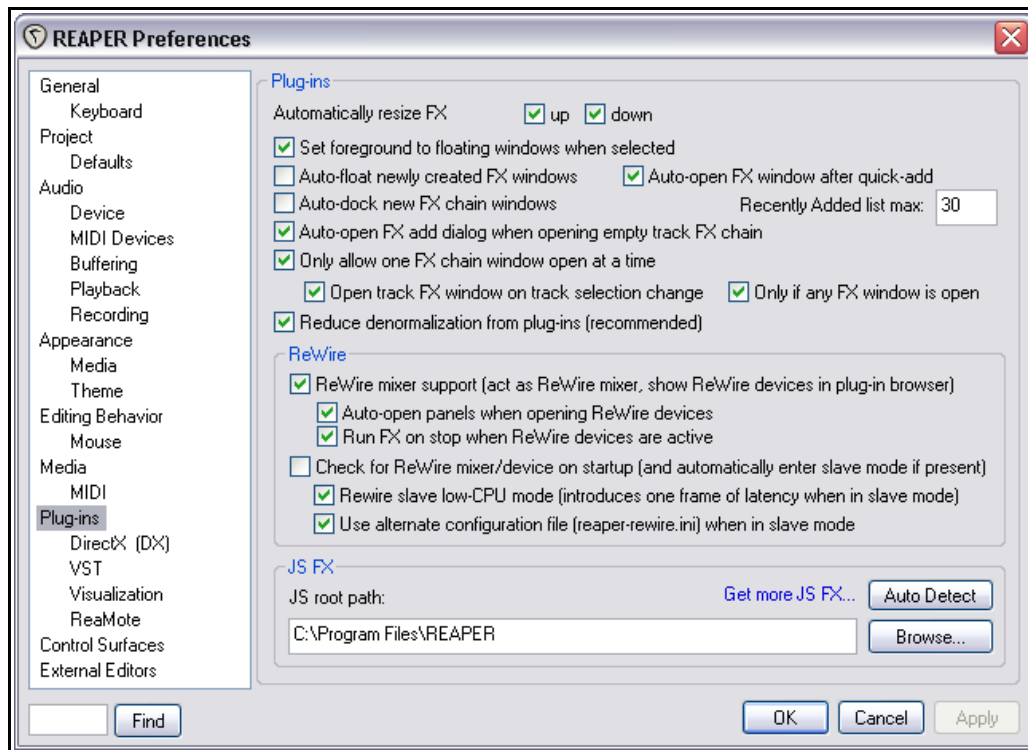 REAPER Preferences
General
Keyboard
Project
Defaults
Audio
Device
MIDI Devices
Buffering
Playback
Recording
Appearance
Media
Theme
Editing Behavior
Mouse
Media
MIDI
Plug-ins
DirectX (DX)
VST
Visualization
ReaMote
Control Surfaces
External Editors
Find
Plug-ins
Automatically resize FX up down
Set foreground to floating windows when selected
Auto-float newly created FX windows Auto-open FX window after quick-add
Auto-dock new FX chain windows Recently Added list max: 30
Auto-open FX add dialog when opening empty track FX chain
Only allow one FX chain window open at a time
Open track FX window on track selection change Only if any FX window is open
Reduce denormalization from plug-ins (recommended)
ReWire
ReWire mixer support (act as ReWire mixer, show ReWire devices in plug-in browser)
Auto-open panels when opening ReWire devices
Run FX on stop when ReWire devices are active
Check for ReWire mixer/device on startup (and automatically enter slave mode if present)
Rewire slave low-CPU mode (introduces one frame of latency when in slave mode)
Use alternate configuration file (reaper-rewire.ini) when in slave mode
JS FX
JS root path: Get more JS FX... Auto Detect
C:\Program Files\REAPER Browse...
OK Cancel Apply